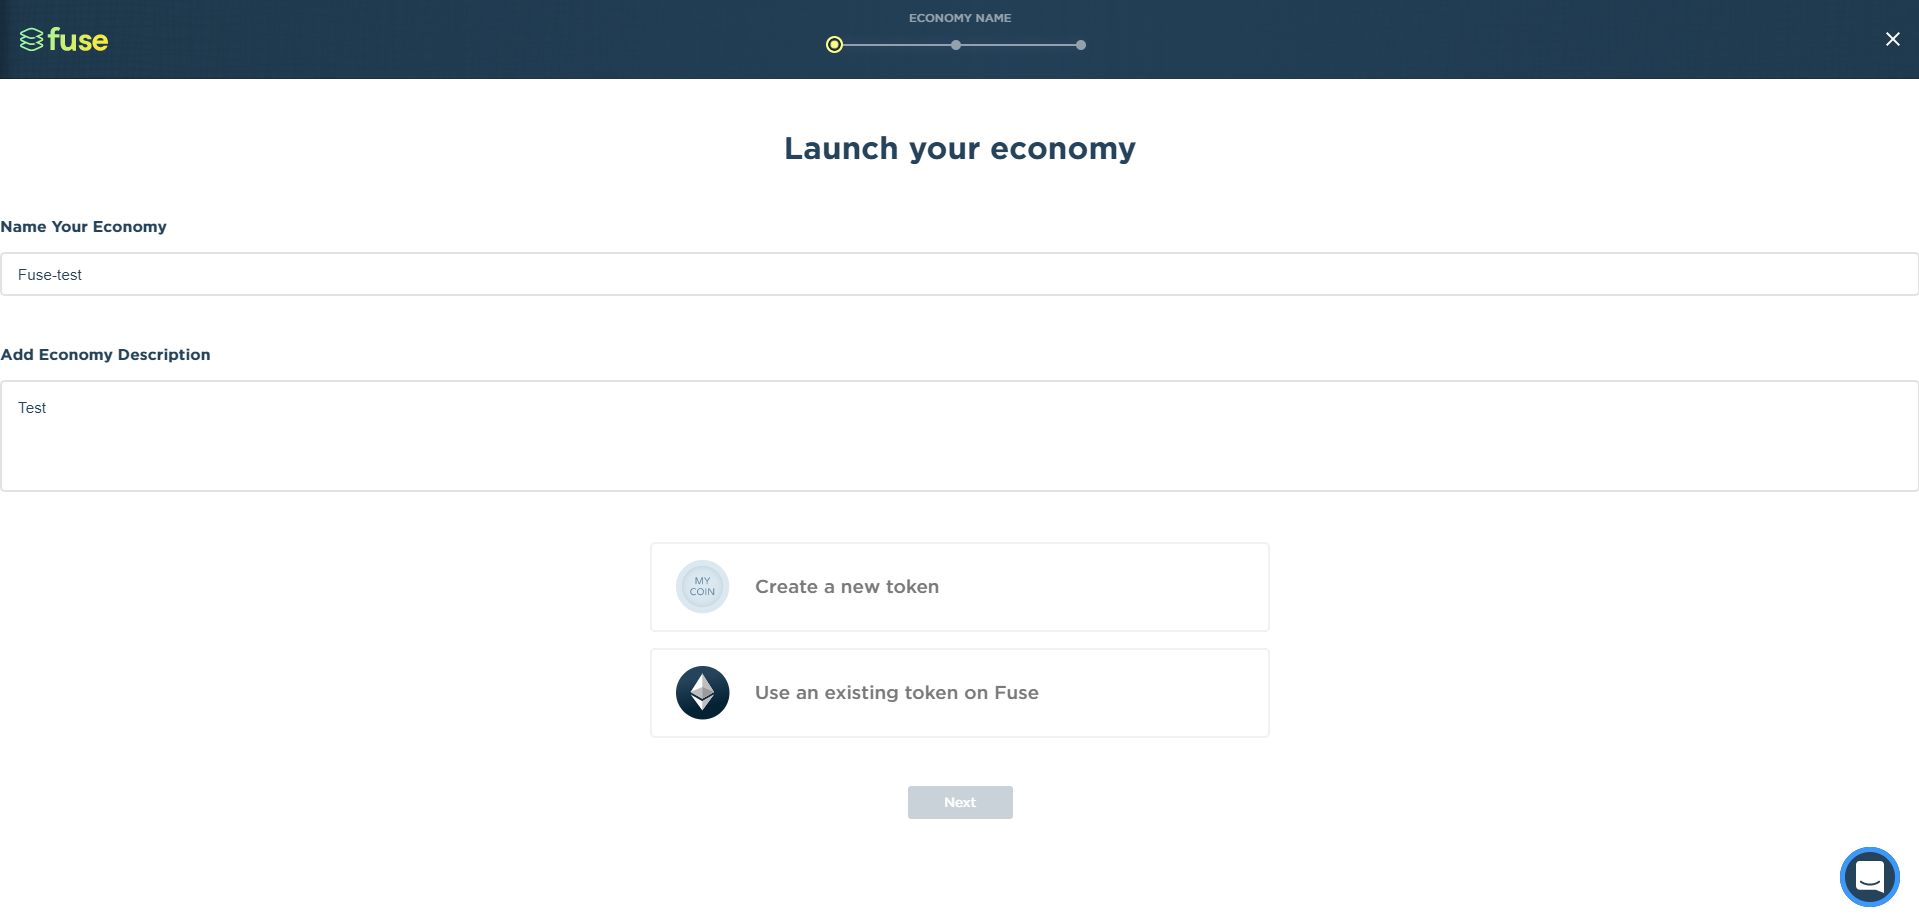 ECONOMY NAME
fuse
Launch your economy
Name Your Economy
Fuse-test
Add Economy Description
Test
MY
COIN
Create a new token
Use an existing token on Fuse
Next